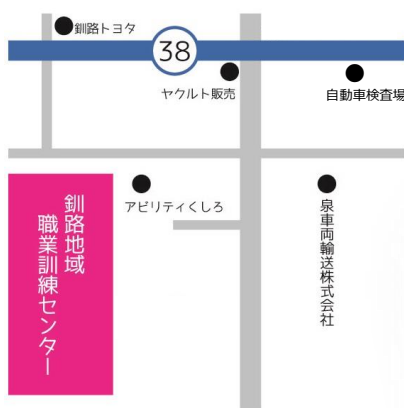 釧路トヨタ
38
ヤクルト販売
自動車検査場
アビリティくしろ
釧路地域
職業訓練センター
泉車両輸送株式会社